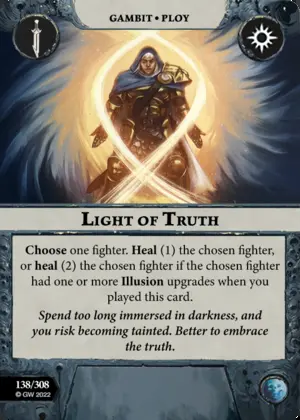 GAMBIT • PLOY
LIGHT OF TRUTH
Choose one fighter. Heal (1) the chosen fighter,
or heal (2) the chosen fighter if the chosen fighter
had one or more Illusion upgrades when you
played this card.
Spend too long immersed in darkness, and
you risk becoming tainted. Better to embrace
the truth.
138/308
© GW 2022